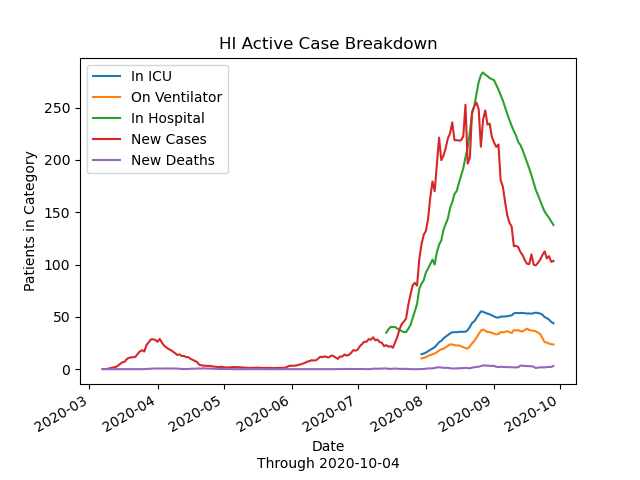 HI Active Case Breakdown
In ICU
On Ventilator
In Hospital
New Cases
New Deaths
Patients in Category
250
200
150
100
50
0
2020-03
2020-04
2020-05
2020-06
2020-07
2020-08
2020-09
2020-10
Date
Through 2020-10-04